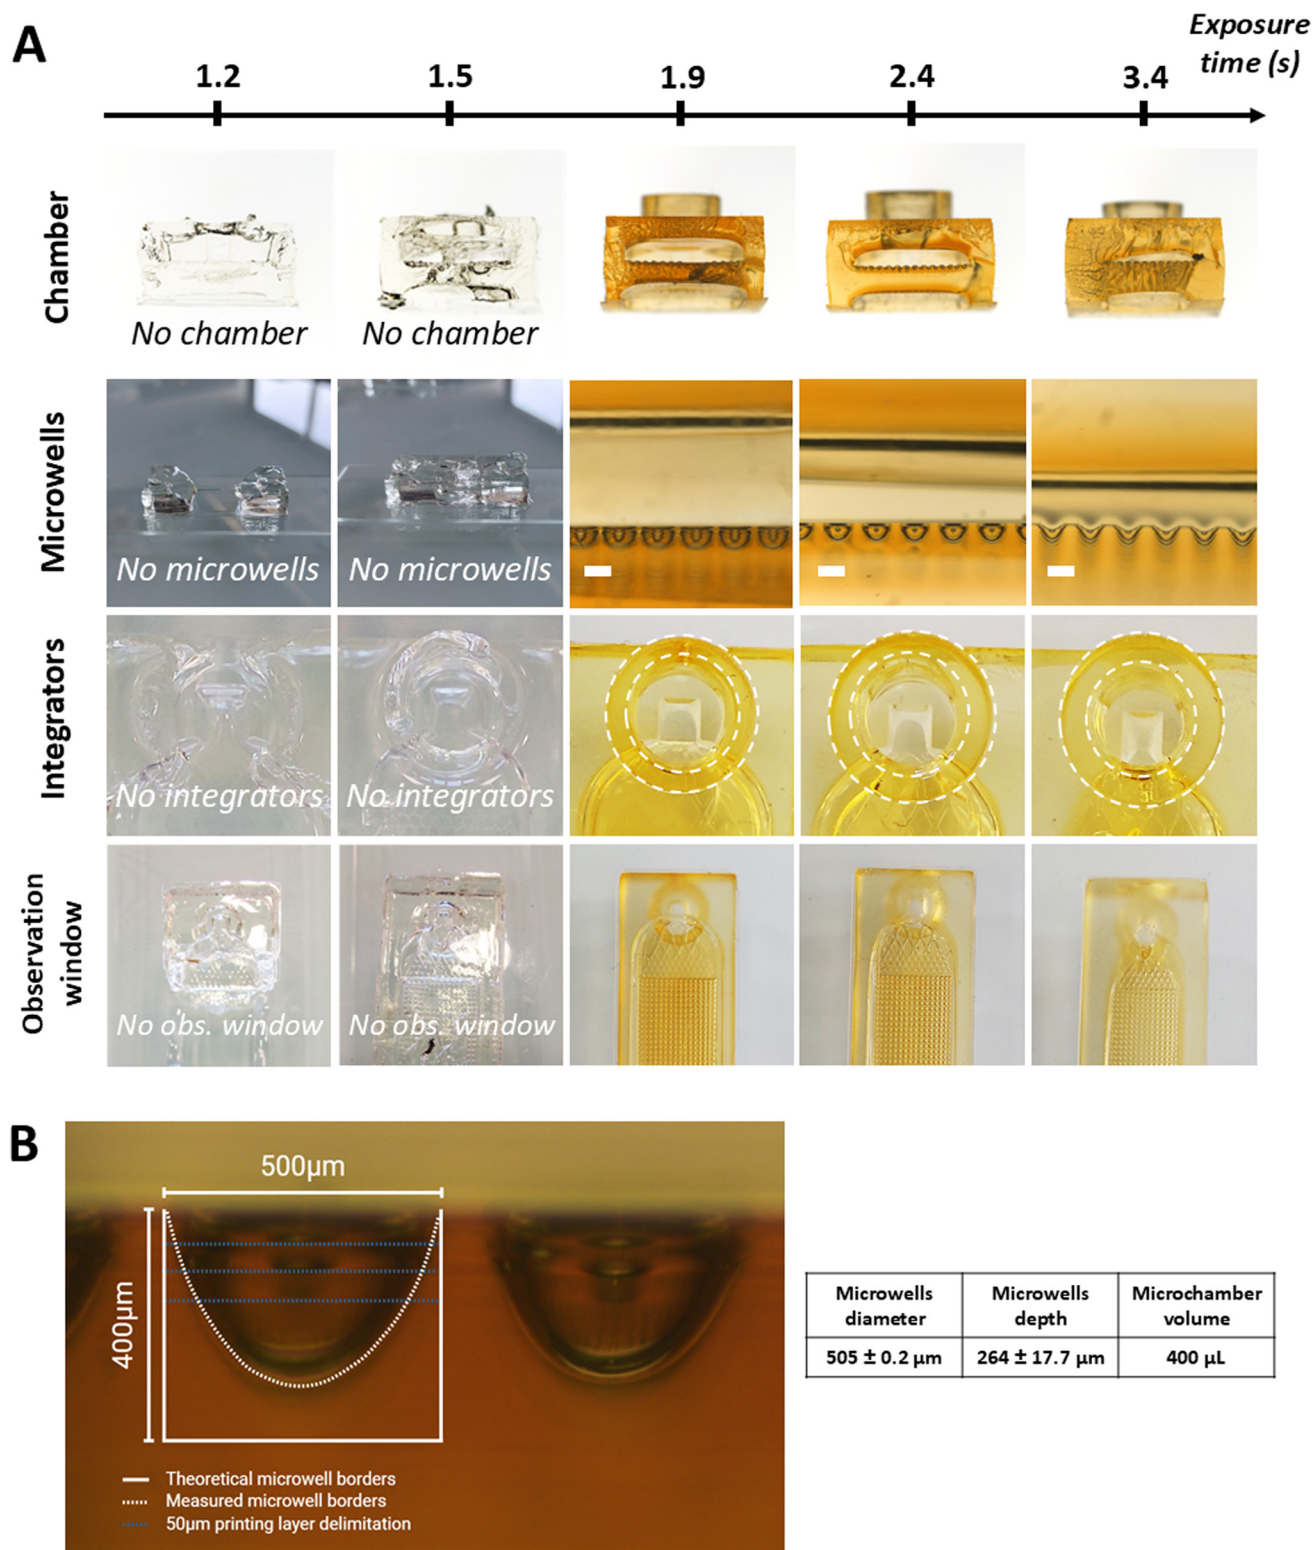 A
Exposure
time (s)
1.2
1.5
1.9
2.4
3.4
Chamber
No chamber
No chamber
Microwells
No microwells
No microwells
Integrators
No integrators
No integrators
Observation
window
No obs. window
No obs. window
B
500µm
400µm
Theoretical microwell borders
Measured microwell borders
50µm printing layer delimitation
Microwells diameter
Microwells depth
Microchamber volume
505 ± 0.2 µm
264 ± 17.7 µm
400 µL